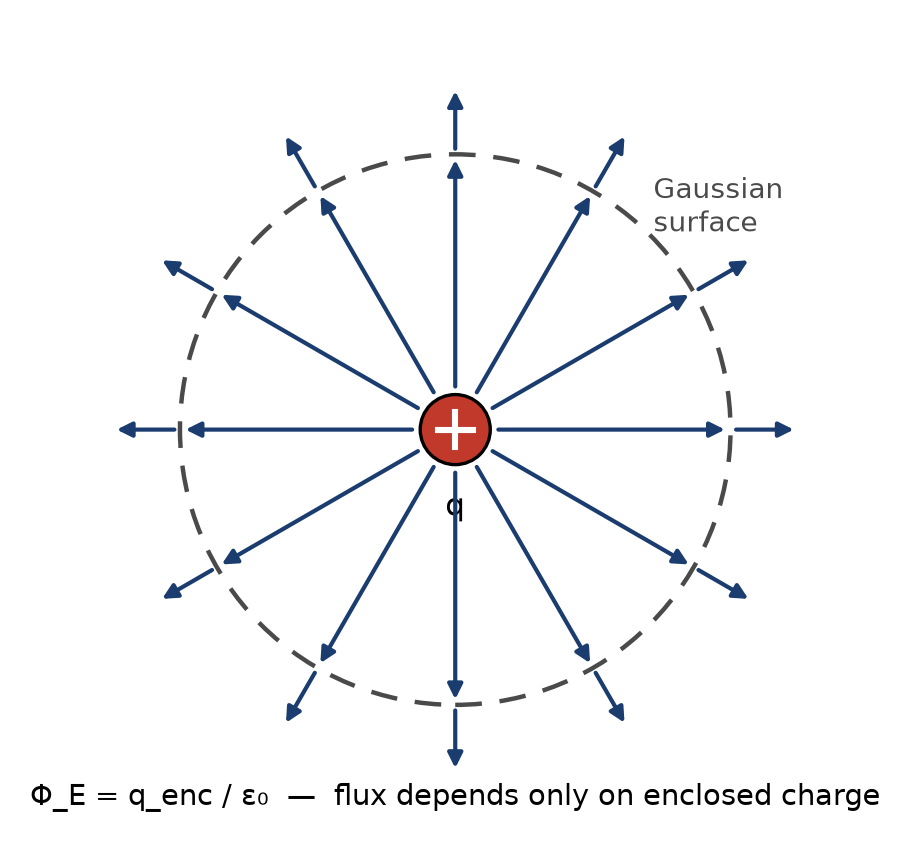 Gaussian
surface
+
q
Φ_E = q_enc / ε₀  —  flux depends only on enclosed charge